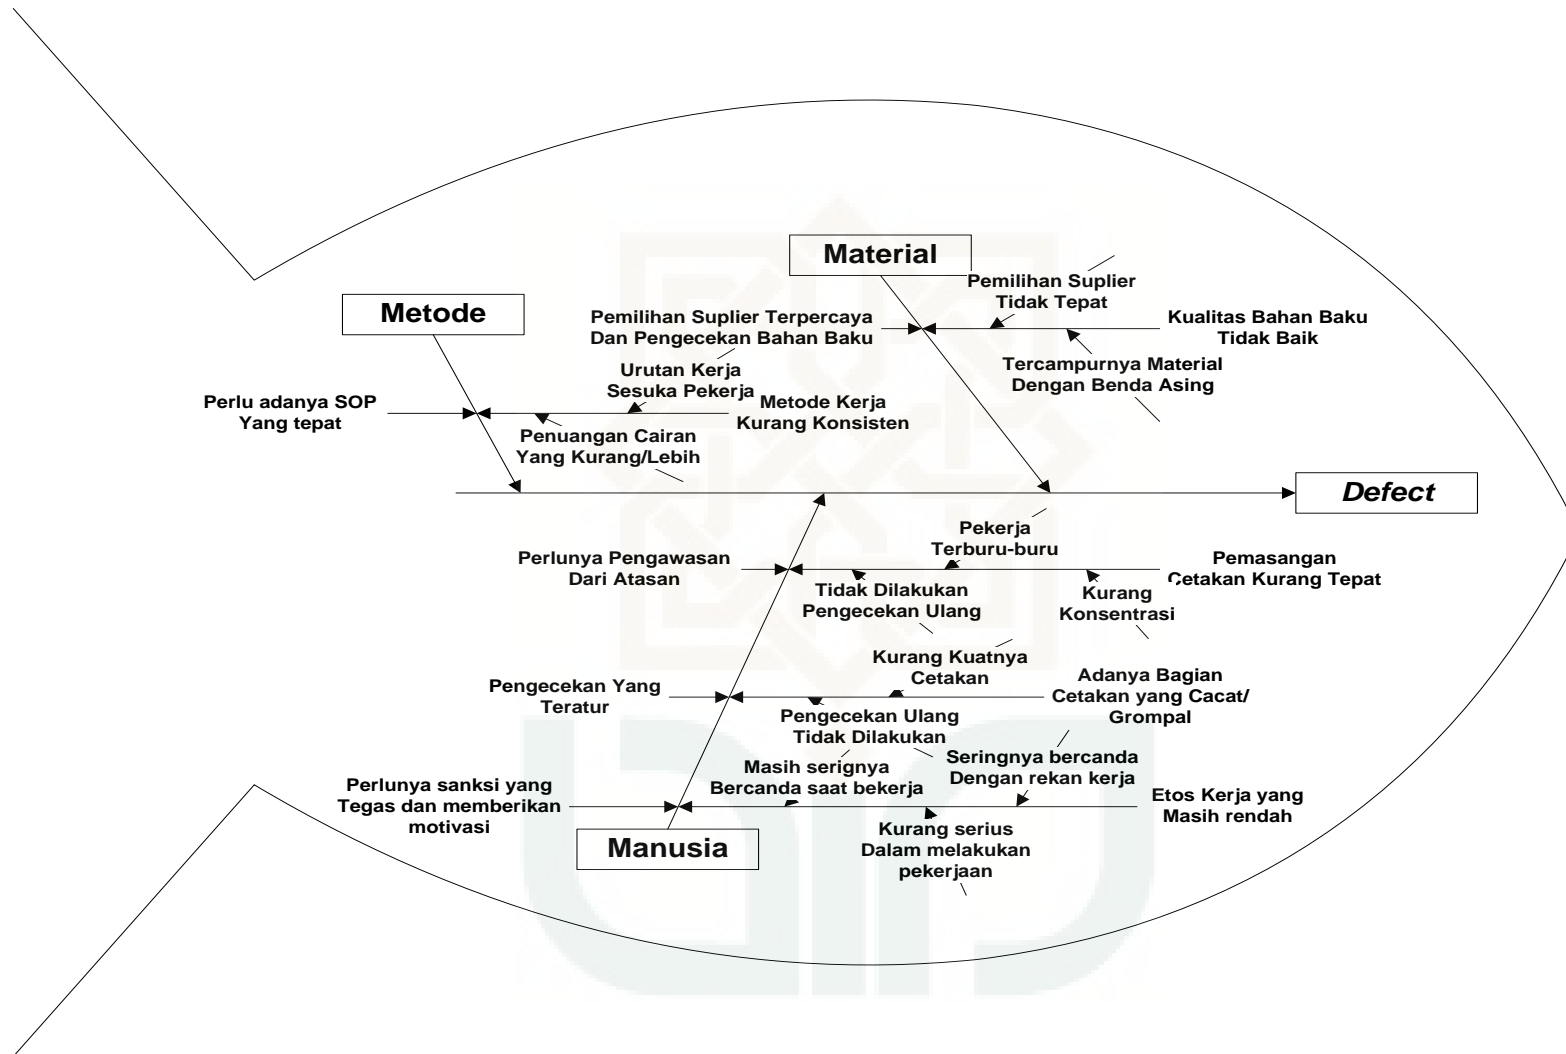 Material
Pemilihan Suplier
Tidak Tepat
Metode
Pemilihan Suplier Terpercaya
Dan Pengecekan Bahan Baku
Kualitas Bahan Baku
Tidak Baik
Tercampurnya Material
Dengan Benda Asing
Urutan Kerja
Sesuka Pekerja
Perlu adanya SOP
Yang tepat
Metode Kerja
Kurang Konsisten
Penuangan Cairan
Yang Kurang/Lebih
Defect
Pekerja
Terburu-buru
Perlunya Pengawasan
Dari Atasan
Pemasangan
Cetakan Kurang Tepat
Tidak Dilakukan
Pengecekan Ulang
Kurang
Konsentrasi
Kurang Kuatnya
Cetakan
Pengecekan Yang
Teratur
Adanya Bagian
Cetakan yang Cacat/
Grompal
Pengecekan Ulang
Tidak Dilakukan
Masih serignya
Bercanda saat bekerja
Seringnya bercanda
Dengan rekan kerja
Perlunya sanksi yang
Tegas dan memberikan
motivasi
Etos Kerja yang
Masih rendah
Kurang serius
Dalam melakukan
pekerjaan
Manusia